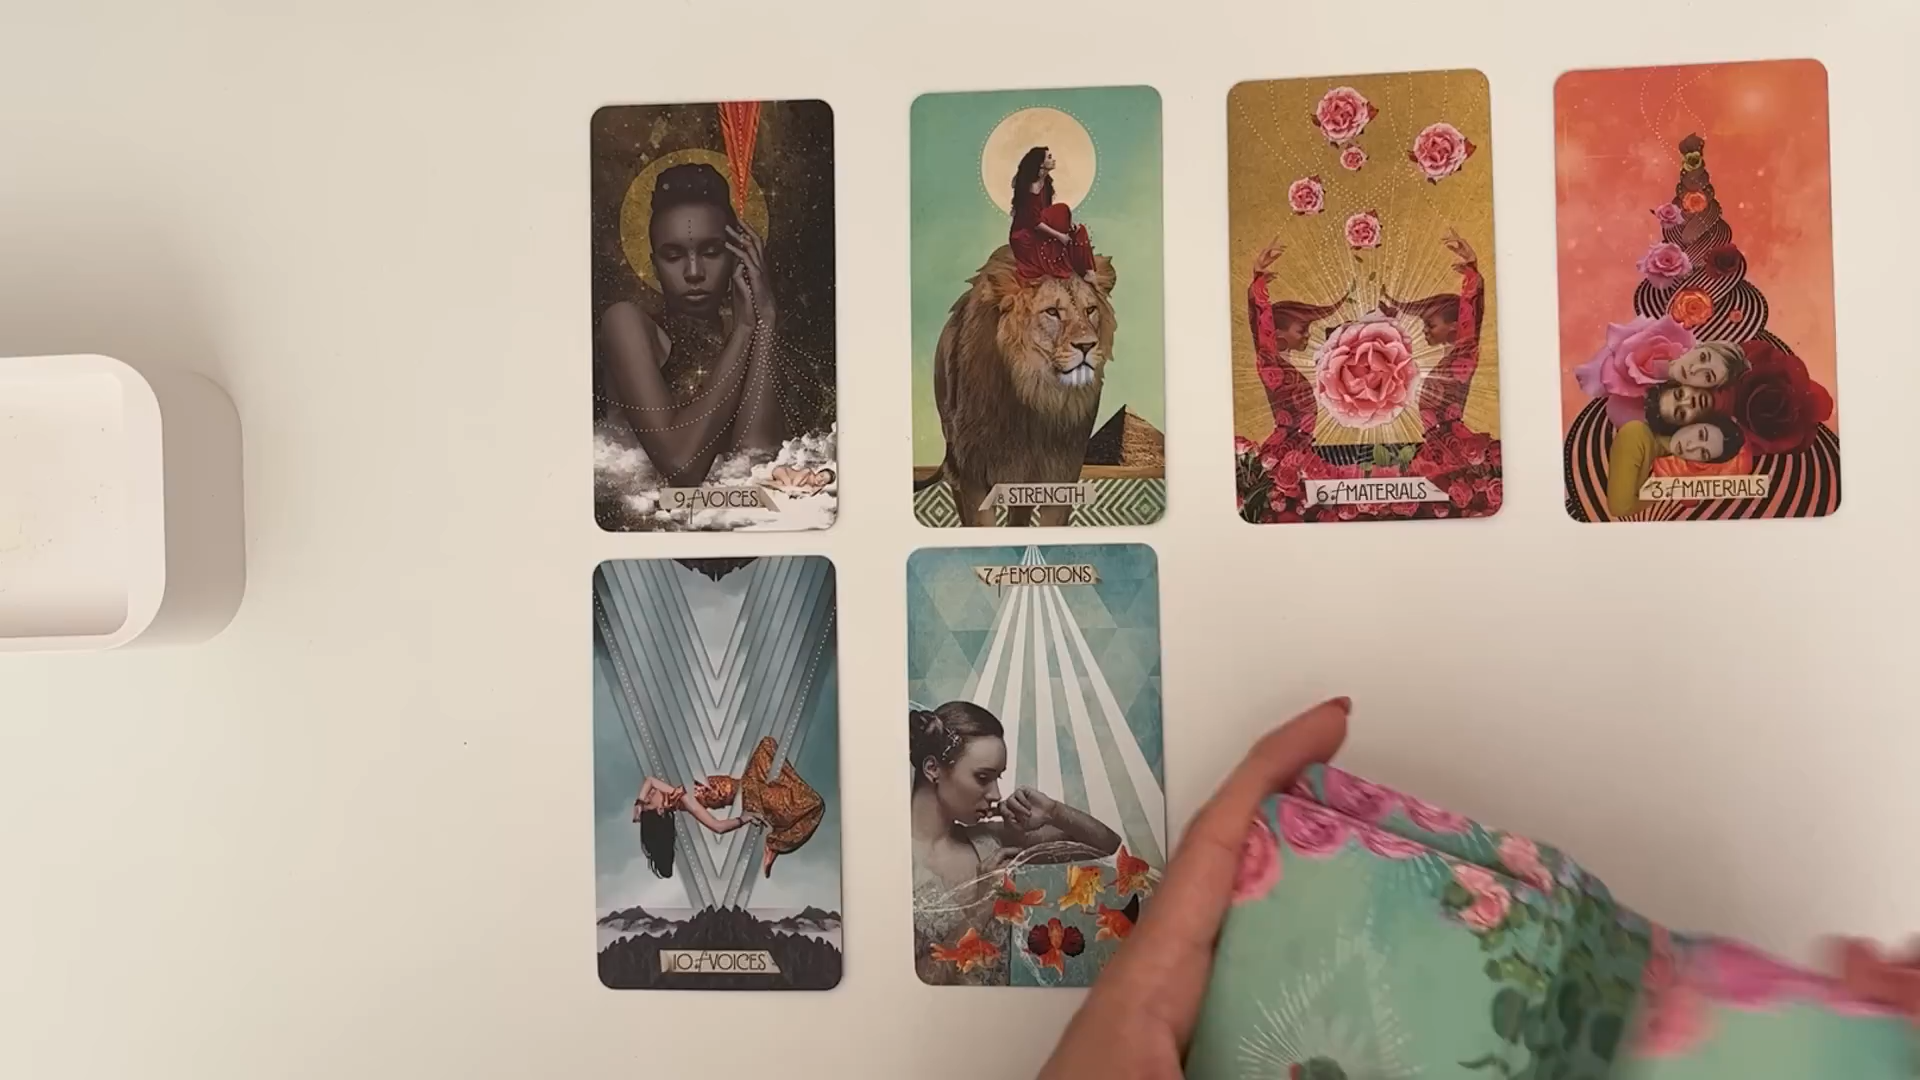 9 of VOICES
8 STRENGTH
6 of MATERIALS
3 of MATERIALS
10 of VOICES
7 of EMOTIONS